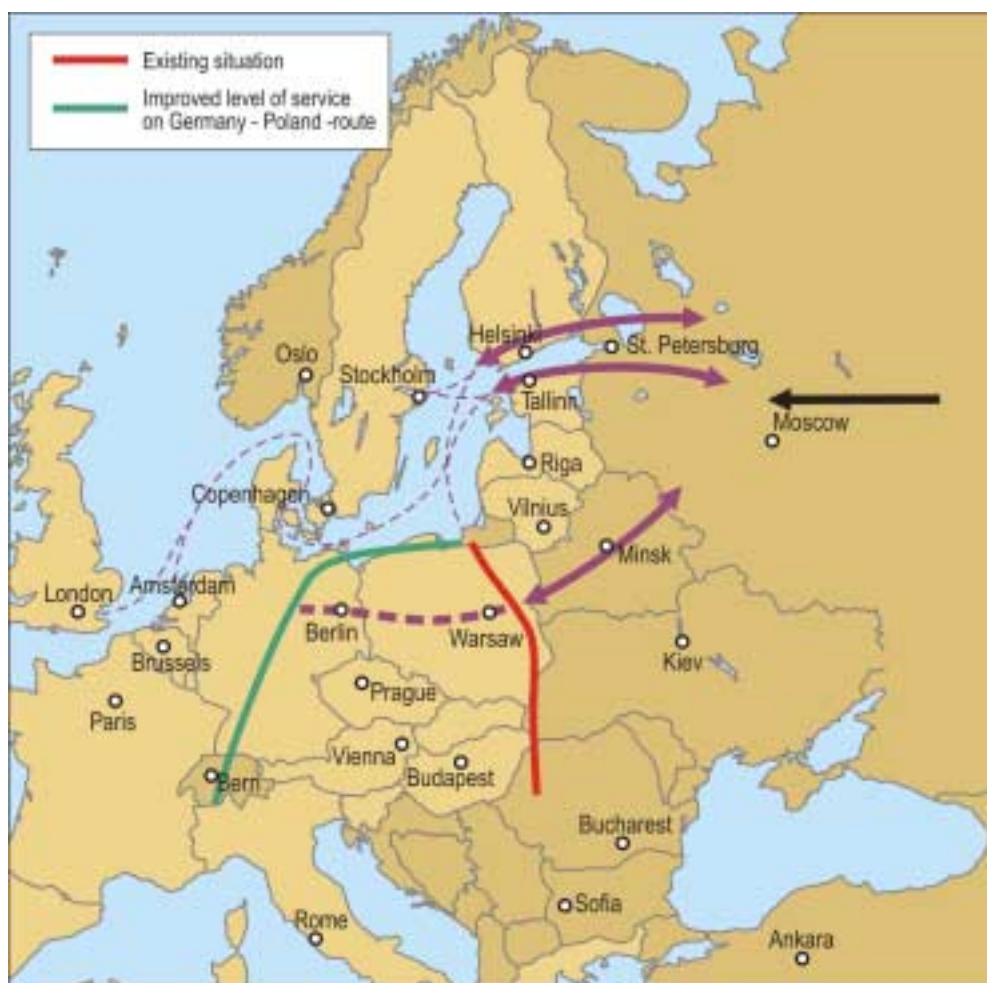 Existing situation
Improved level of service
on Germany - Poland -route
Helsinki
St. Petersburg
Oslo
Stockholm
Tallinn
Moscow
Riga
Copenhagen
Vilnius
Minsk
London
Amsterdam
Berlin
Warsaw
Brussels
Kiev
Prague
Paris
Vienna
Budapest
Bern
Bucharest
Sofia
Rome
Ankara